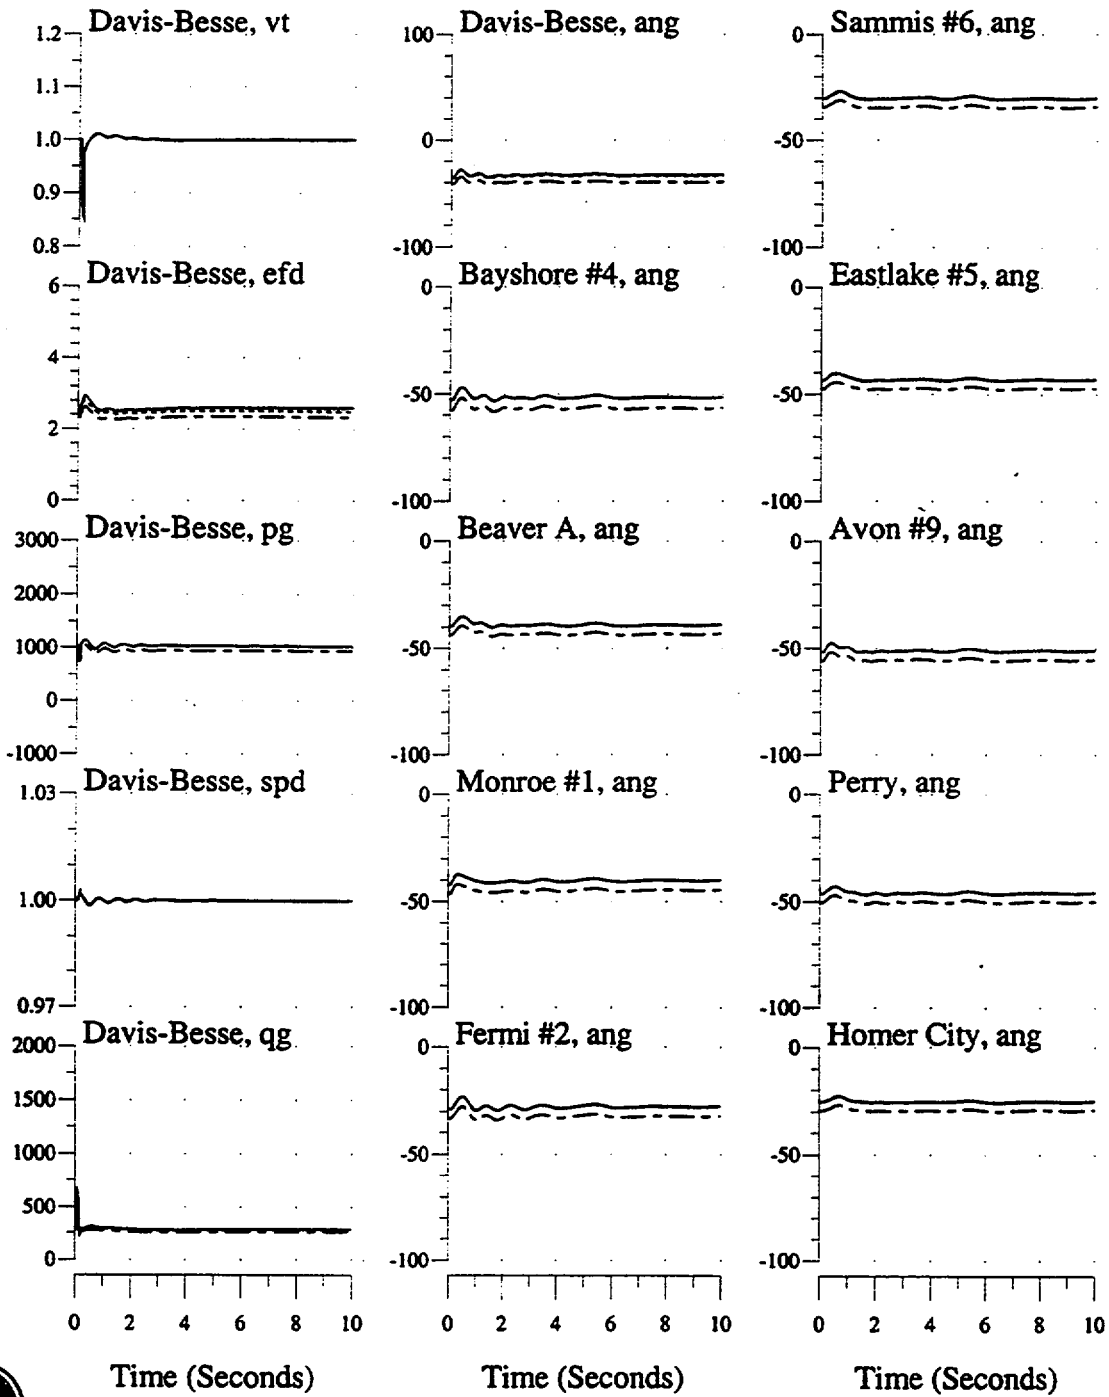 Davis-Besse, vt
1.2
1.1
1.0
0.9
0.8
Davis-Besse, efd
6
4
2
0
Davis-Besse, pg
3000
2000
1000
0
-1000
Davis-Besse, spd
1.03
1.00
0.97
Davis-Besse, qg
2000
1500
1000
500
0
0 2 4 6 8 10
Time (Seconds)
Davis-Besse, ang
100
0
-100
Bayshore #4, ang
0
-50
-100
Beaver A, ang
0
-50
-100
Monroe #1, ang
0
-50
-100
Fermi #2, ang
0
-50
-100
0 2 4 6 8 10
Time (Seconds)
Sammis #6, ang
0
-50
-100
Eastlake #5, ang
0
-50
-100
Avon #9, ang
0
-50
-100
Perry, ang
0
-50
-100
Homer City, ang
0
-50
-100
0 2 4 6 8 10
Time (Seconds)